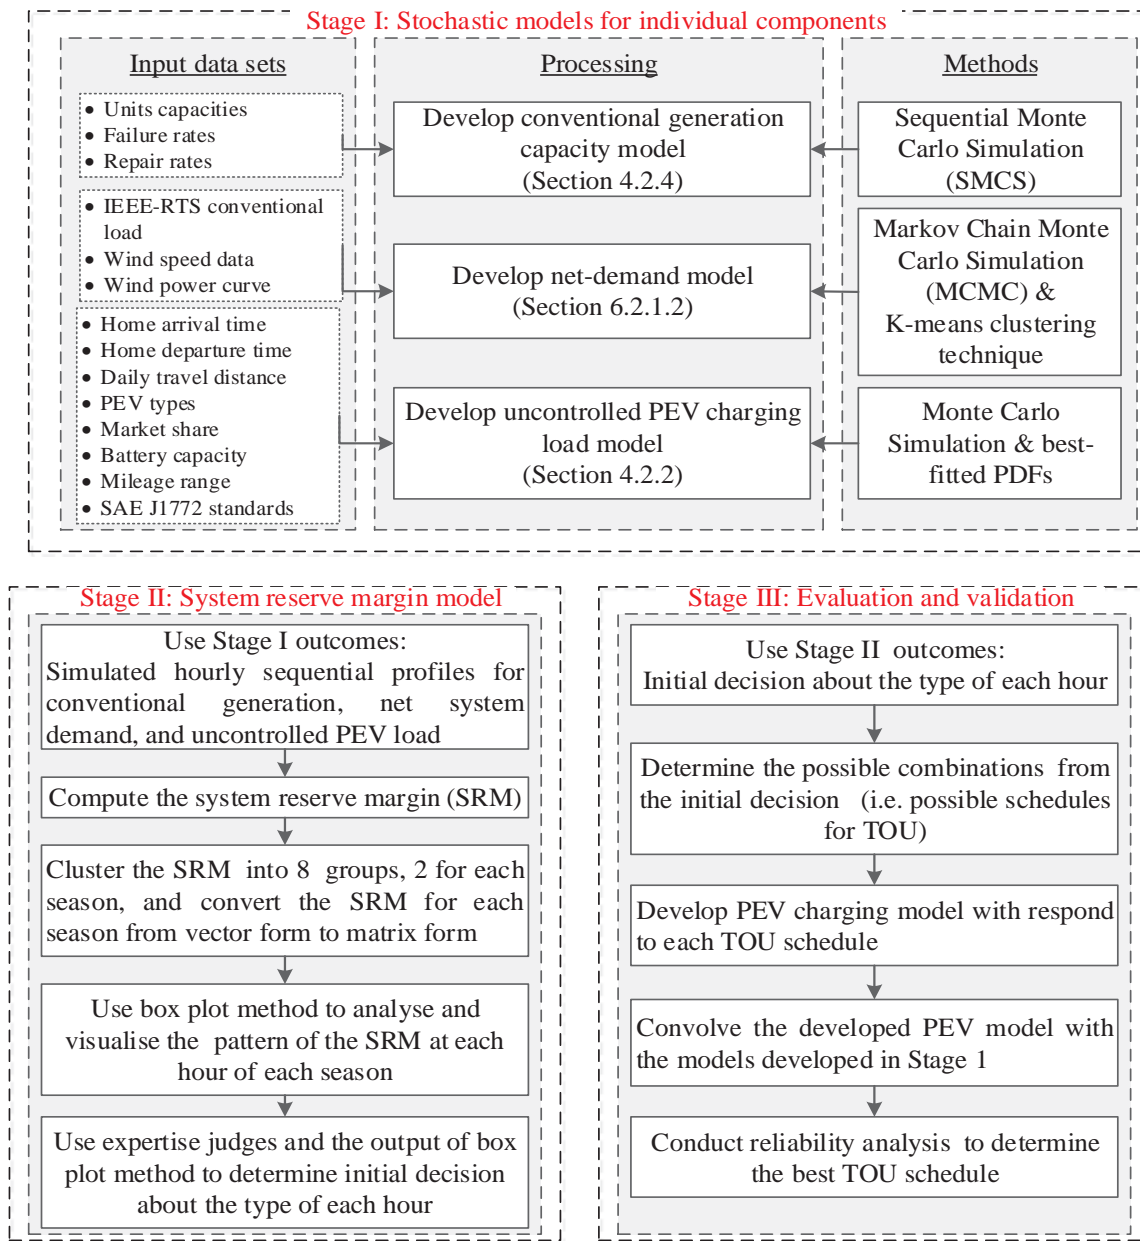 Stage I: Stochastic models for individual components
Input data sets
• Units capacities
• Failure rates
• Repair rates
• IEEE-RTS conventional
load
• Wind speed data
• Wind power curve
• Home arrival time
• Home departure time
• Daily travel distance
• PEV types
• Market share
• Battery capacity
• Mileage range
• SAE J1772 standards
Processing
Develop conventional generation
capacity model
(Section 4.2.4)
Develop net-demand model
(Section 6.2.1.2)
Develop uncontrolled PEV charging
load model
(Section 4.2.2)
Methods
Sequential Monte
Carlo Simulation
(SMCS)
Markov Chain Monte
Carlo Simulation
(MCMC) &
K-means clustering
technique
Monte Carlo
Simulation & best-
fitted PDFs
Stage II: System reserve margin model
Use Stage I outcomes:
Simulated hourly sequential profiles for
conventional generation, net system
demand, and uncontrolled PEV load
Compute the system reserve margin (SRM)
Cluster the SRM into 8 groups, 2 for each
season, and convert the SRM for each
season from vector form to matrix form
Use box plot method to analyse and
visualise the pattern of the SRM at each
hour of each season
Use expertise judges and the output of box
plot method to determine initial decision
about the type of each hour
Stage III: Evaluation and validation
Use Stage II outcomes:
Initial decision about the type of each hour
Determine the possible combinations from
the initial decision (i.e. possible schedules
for TOU)
Develop PEV charging model with respond
to each TOU schedule
Convolve the developed PEV model with
the models developed in Stage 1
Conduct reliability analysis to determine
the best TOU schedule